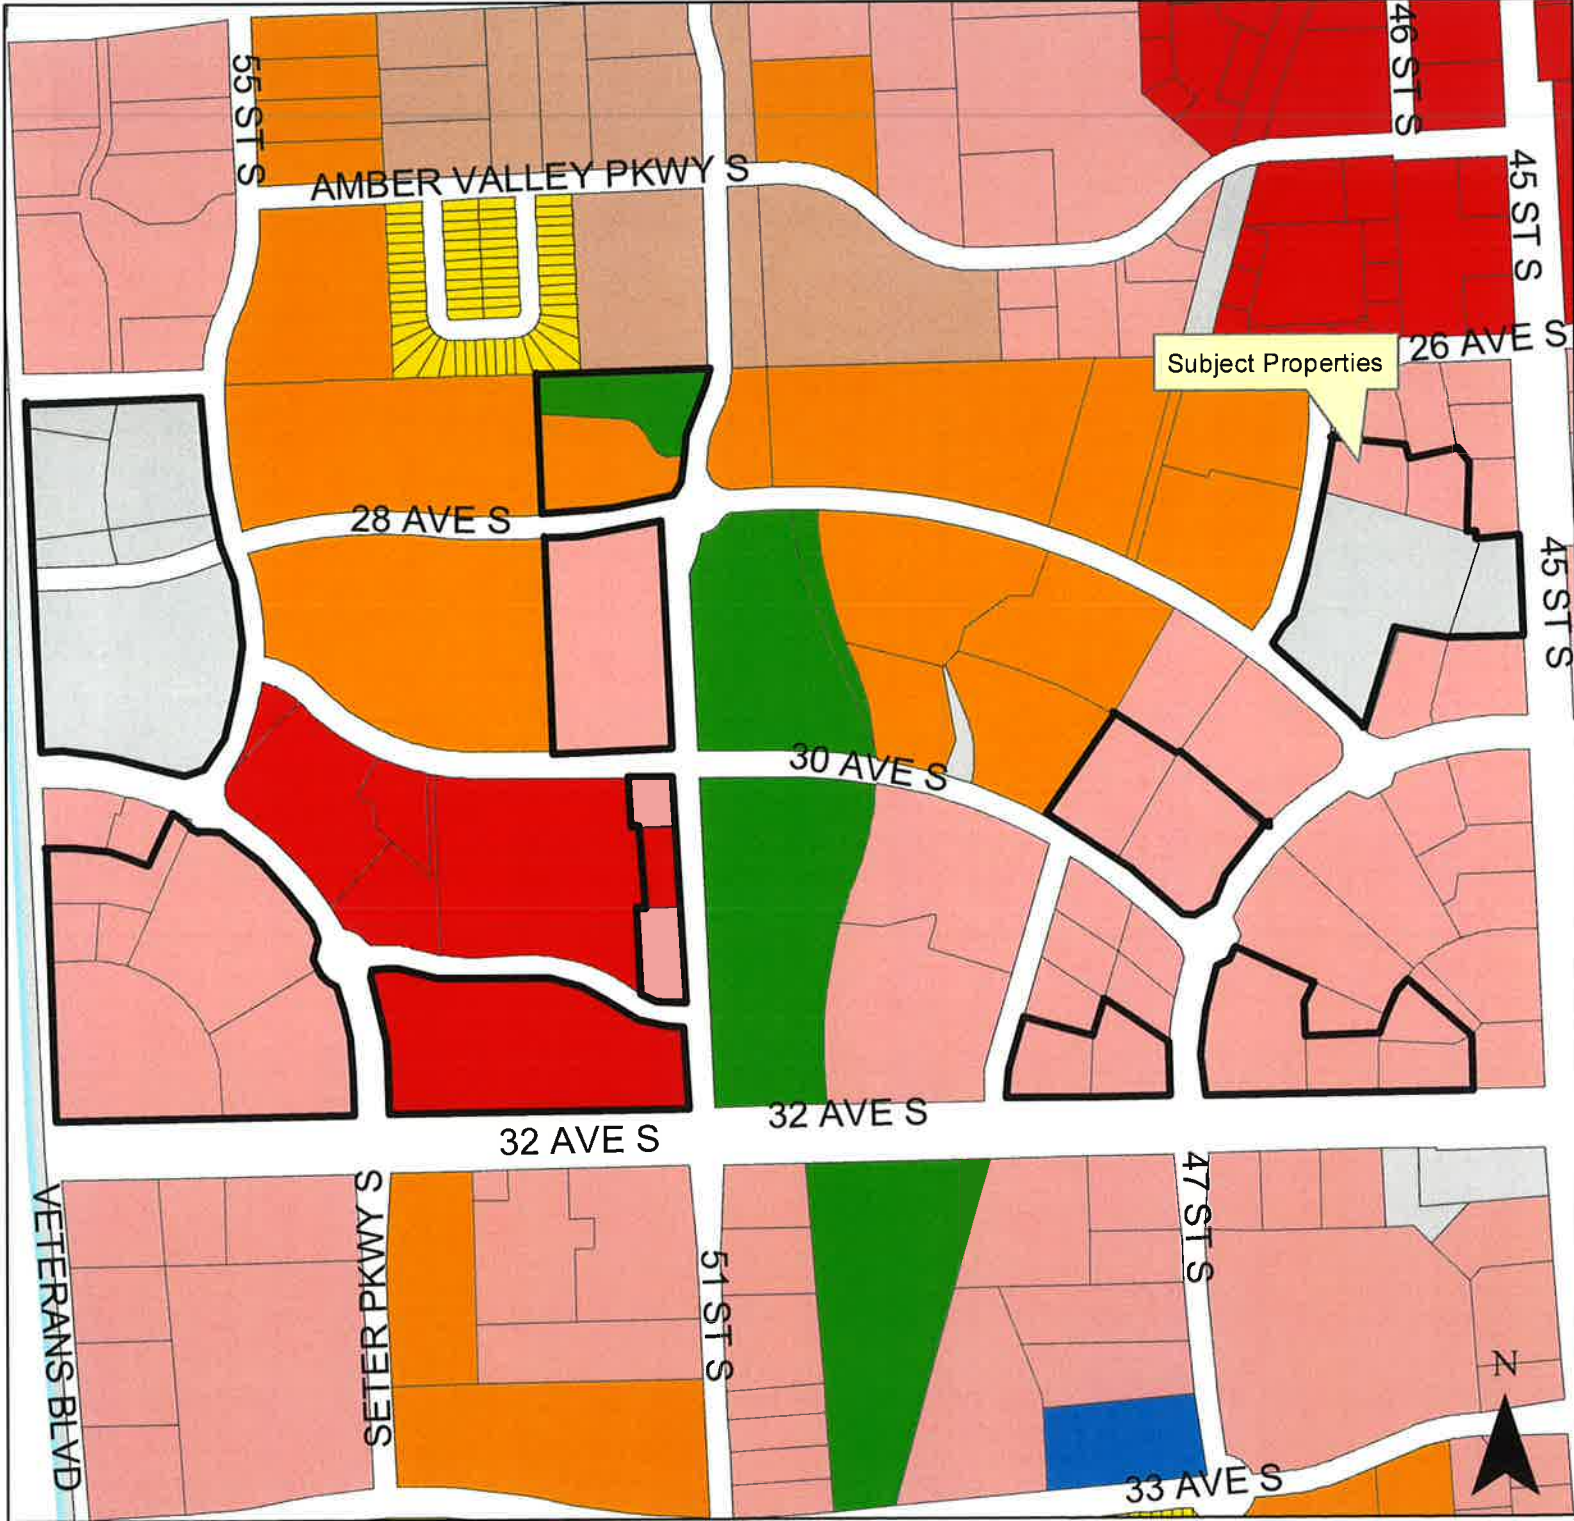 55 ST S
46 ST S
AMBER VALLEY PKWY S
45 ST S
26 AVE S
Subject Properties
28 AVE S
45 ST S
30 AVE S
32 AVE S
32 AVE S
VETERANS BLVD
SETER PKWY S
51 ST S
47 ST S
N
33 AVE S